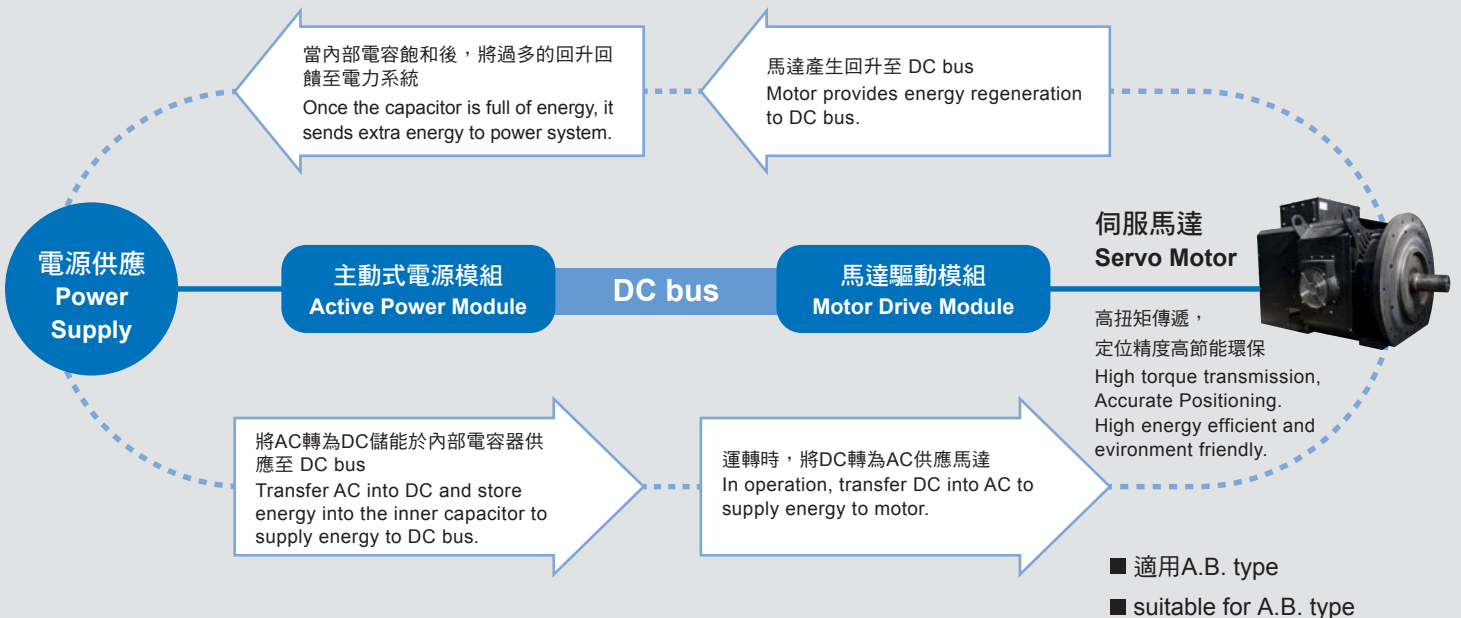 當內部電容飽和後，將過多的回升回
饋至電力系統
Once the capacitor is full of energy, it
sends extra energy to power system.
馬達產生回升至 DC bus
Motor provides energy regeneration
to DC bus.
電源供應
Power
Supply
主動式電源模組
Active Power Module
DC bus
馬達驅動模組
Motor Drive Module
伺服馬達
Servo Motor
高扭矩傳遞，
定位精度高節能環保
High torque transmission,
Accurate Positioning.
High energy efficient and
evironment friendly.
將AC轉為DC儲能於內部電容器供
應至 DC bus
Transfer AC into DC and store
energy into the inner capacitor to
supply energy to DC bus.
運轉時，將DC轉為AC供應馬達
In operation, transfer DC into AC to
supply energy to motor.
■ 適用A.B. type
■ suitable for A.B. type